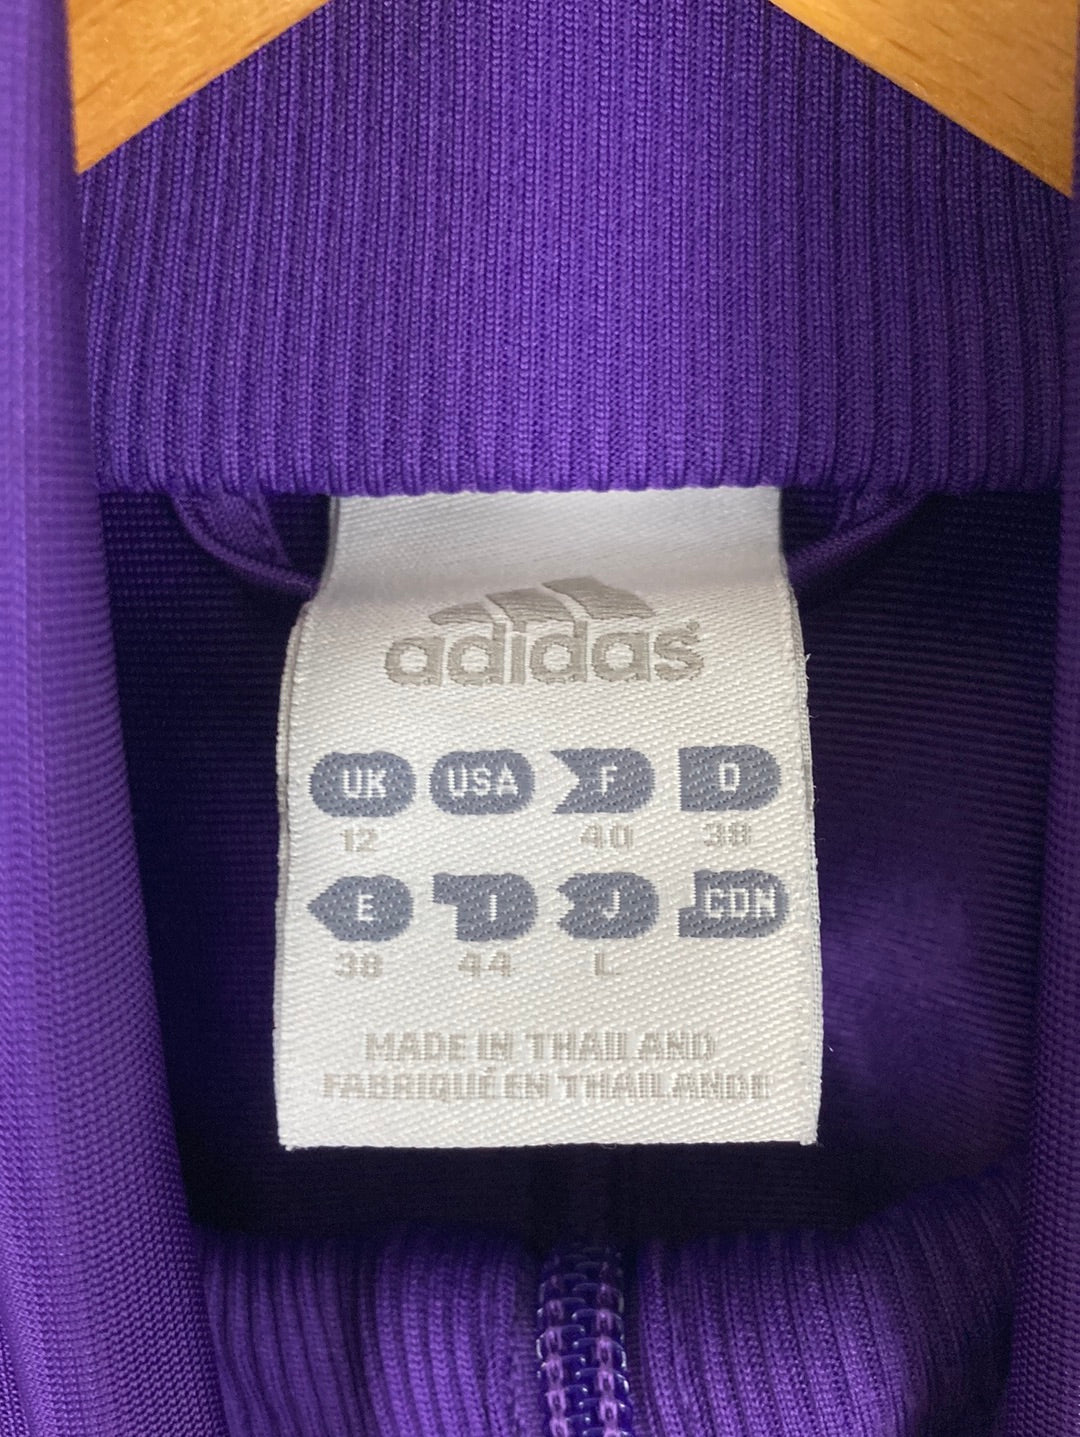 adidas
UK USA F D
12 40 38
E I J CDN
38 44 L
MADE IN THAILAND
FABRIQUÉ EN THAILANDE